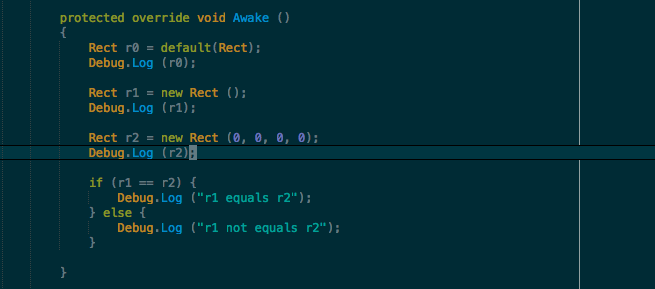 protected override void Awake ()
{
Rect r0 = default(Rect);
Debug.Log (r0);
Rect r1 = new Rect ();
Debug.Log (r1);
Rect r2 = new Rect (0, 0, 0, 0);
Debug.Log (r2);
if (r1 == r2) {
Debug.Log ("r1 equals r2");
} else {
Debug.Log ("r1 not equals r2");
}
}